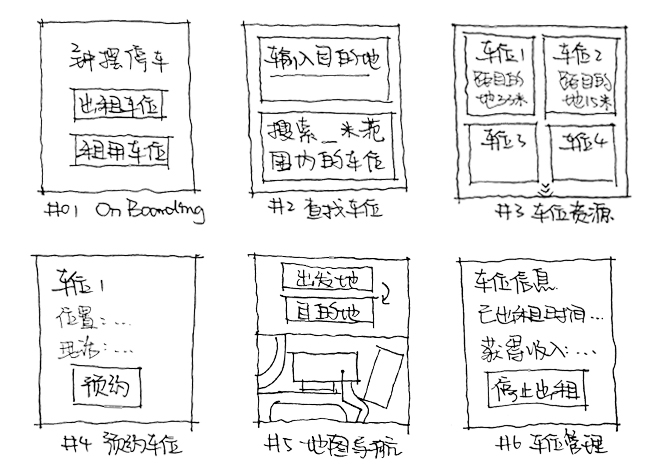 钟摆停车
出租车位
租用车位
#01 OnBoarding
输入目的地
搜索_米范
围内的车位
#2 查找车位
车位1
距目的
地23米
车位2
距目的
地15米
车位3
车位4
#3 车位资源
车位1
位置:...
现况:...
预约
#4 预约车位
出发地
目的地
#5 地图导航
车位信息
已出租时间...
获得收入:...
停止出租
#6 车位管理